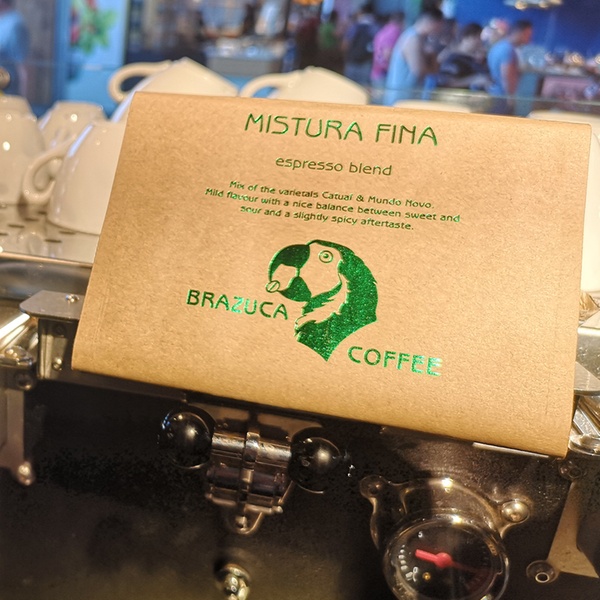 MISTURA FINA
espresso blend
Mix of the varietals Catuai & Mundo Novo.
Mild flavour with a nice balance between sweet and
sour and a slightly spicy aftertaste.
BRAZUCA
COFFEE